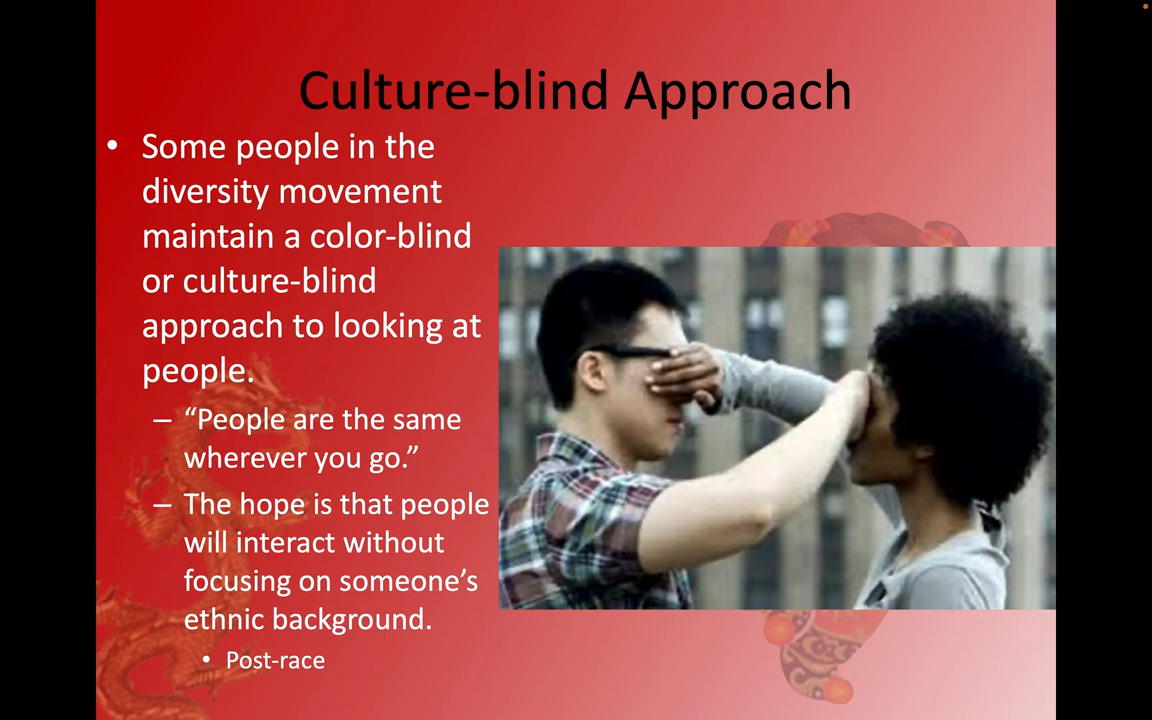 Culture-blind Approach
• Some people in the
diversity movement
maintain a color-blind
or culture-blind
approach to looking at
people.
– “People are the same
wherever you go.”
– The hope is that people
will interact without
focusing on someone’s
ethnic background.
• Post-race